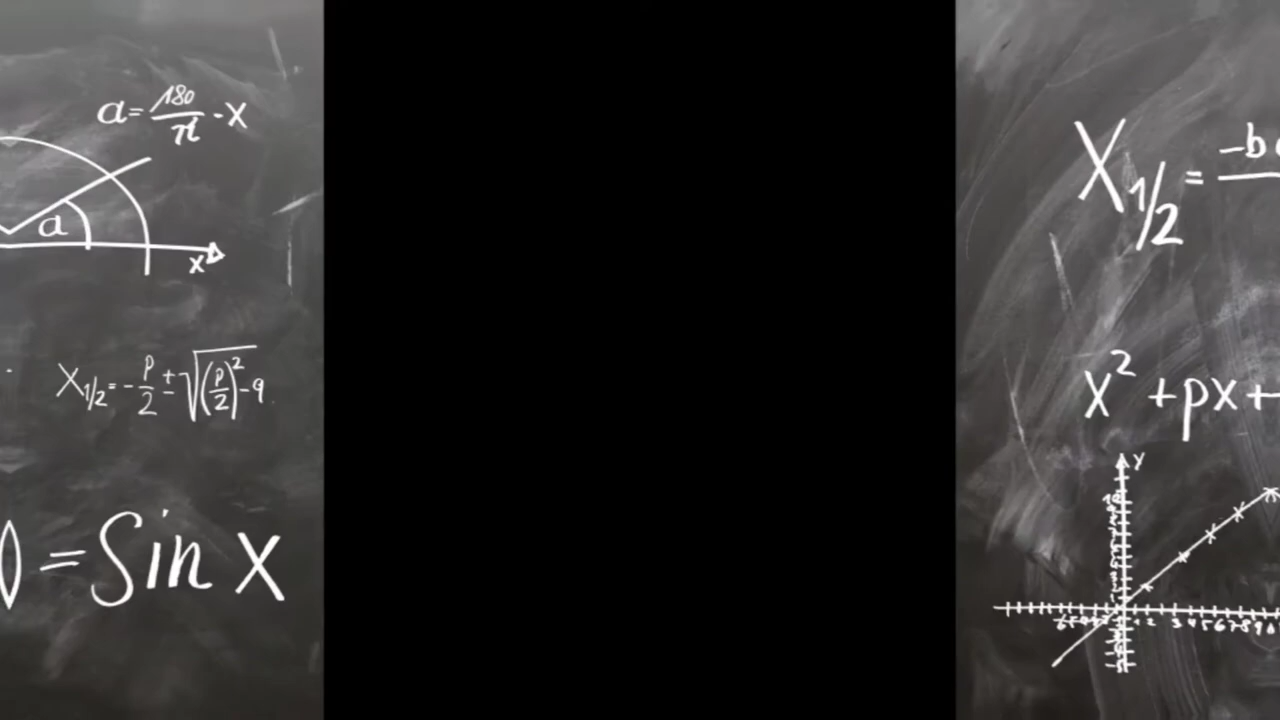 a = 180/π · x
a
x
X1/2 = -p/2 ± √(p/2)² - q
= Sin x
X1/2 = -b
x² + px +
Y